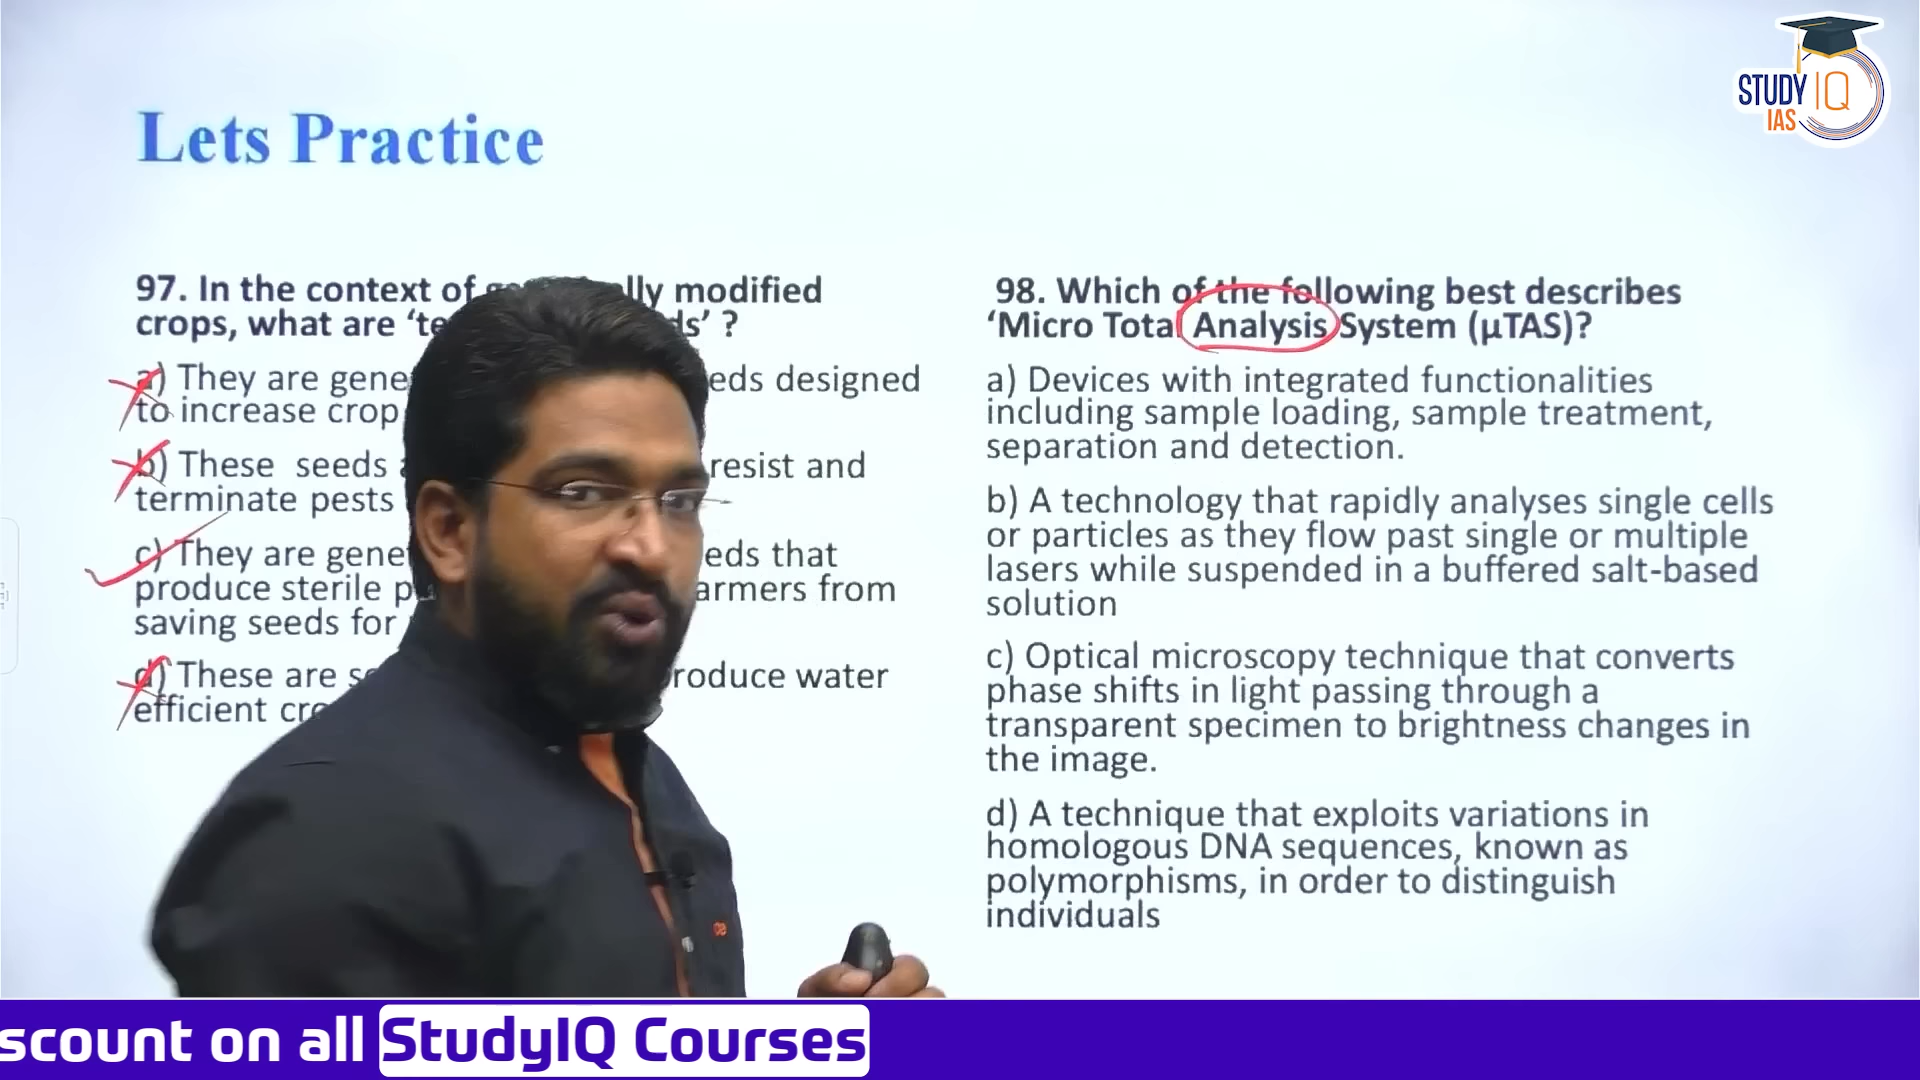 STUDY IQ
IAS
Lets Practice
97. In the context of modified
crops, what are ‘te ds’ ?
a) They are gene eds designed
to increase crop
b) These seeds resist and
terminate pests
c) They are gene eds that
produce sterile armers from
saving seeds for
d) These are roduce water
efficient
98. Which of the following best describes
‘Micro Tota Analysis System (µTAS)?
a) Devices with integrated functionalities
including sample loading, sample treatment,
separation and detection.
b) A technology that rapidly analyses single cells
or particles as they flow past single or multiple
lasers while suspended in a buffered salt-based
solution
c) Optical microscopy technique that converts
phase shifts in light passing through a
transparent specimen to brightness changes in
the image.
d) A technique that exploits variations in
homologous DNA sequences, known as
polymorphisms, in order to distinguish
individuals
scount on all StudyIQ Courses